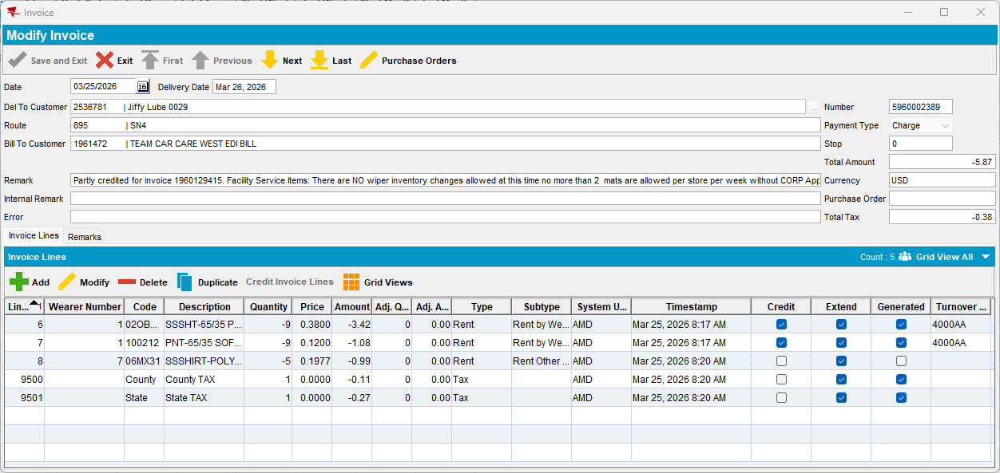 Invoice
Modify Invoice
Save and Exit Exit First Previous Next Last Purchase Orders
Date 03/25/2026 16 Delivery Date Mar 26, 2026
Del To Customer 2536781 | Jiffy Lube 0029 ... Number 5960002389
Route 895 | SN4 Payment Type Charge
Bill To Customer 1961472 | TEAM CAR CARE WEST EDI BILL Stop 0
Total Amount -5.87
Remark Partly credited for invoice 1960129415. Facility Service Items: There are NO wiper inventory changes allowed at this time no more than 2 mats are allowed per store per week without CORP App Currency USD
Internal Remark Purchase Order
Error Total Tax -0.38
Invoice Lines Remarks
Invoice Lines Count : 5 Grid View All
Add Modify Delete Duplicate Credit Invoice Lines Grid Views
Lin... 1 Wearer Number Code Description Quantity Price Amount Adj. Q... Adj. A... Type Subtype System U... Timestamp Credit Extend Generated Turnover ...
6 1 02OB... SSSHT-65/35 P... -9 0.3800 -3.42 0 0.00 Rent Rent by We... AMD Mar 25, 2026 8:17 AM 4000AA
7 1 100212 PNT-65/35 SOF... -9 0.1200 -1.08 0 0.00 Rent Rent by We... AMD Mar 25, 2026 8:17 AM 4000AA
8 7 06MX31 SSSHIRT-POLY... -5 0.1977 -0.99 0 0.00 Rent Rent Other ... AMD Mar 25, 2026 8:20 AM
9500 County County TAX 1 0.0000 -0.11 0 0.00 Tax AMD Mar 25, 2026 8:20 AM
9501 State State TAX 1 0.0000 -0.27 0 0.00 Tax AMD Mar 25, 2026 8:20 AM